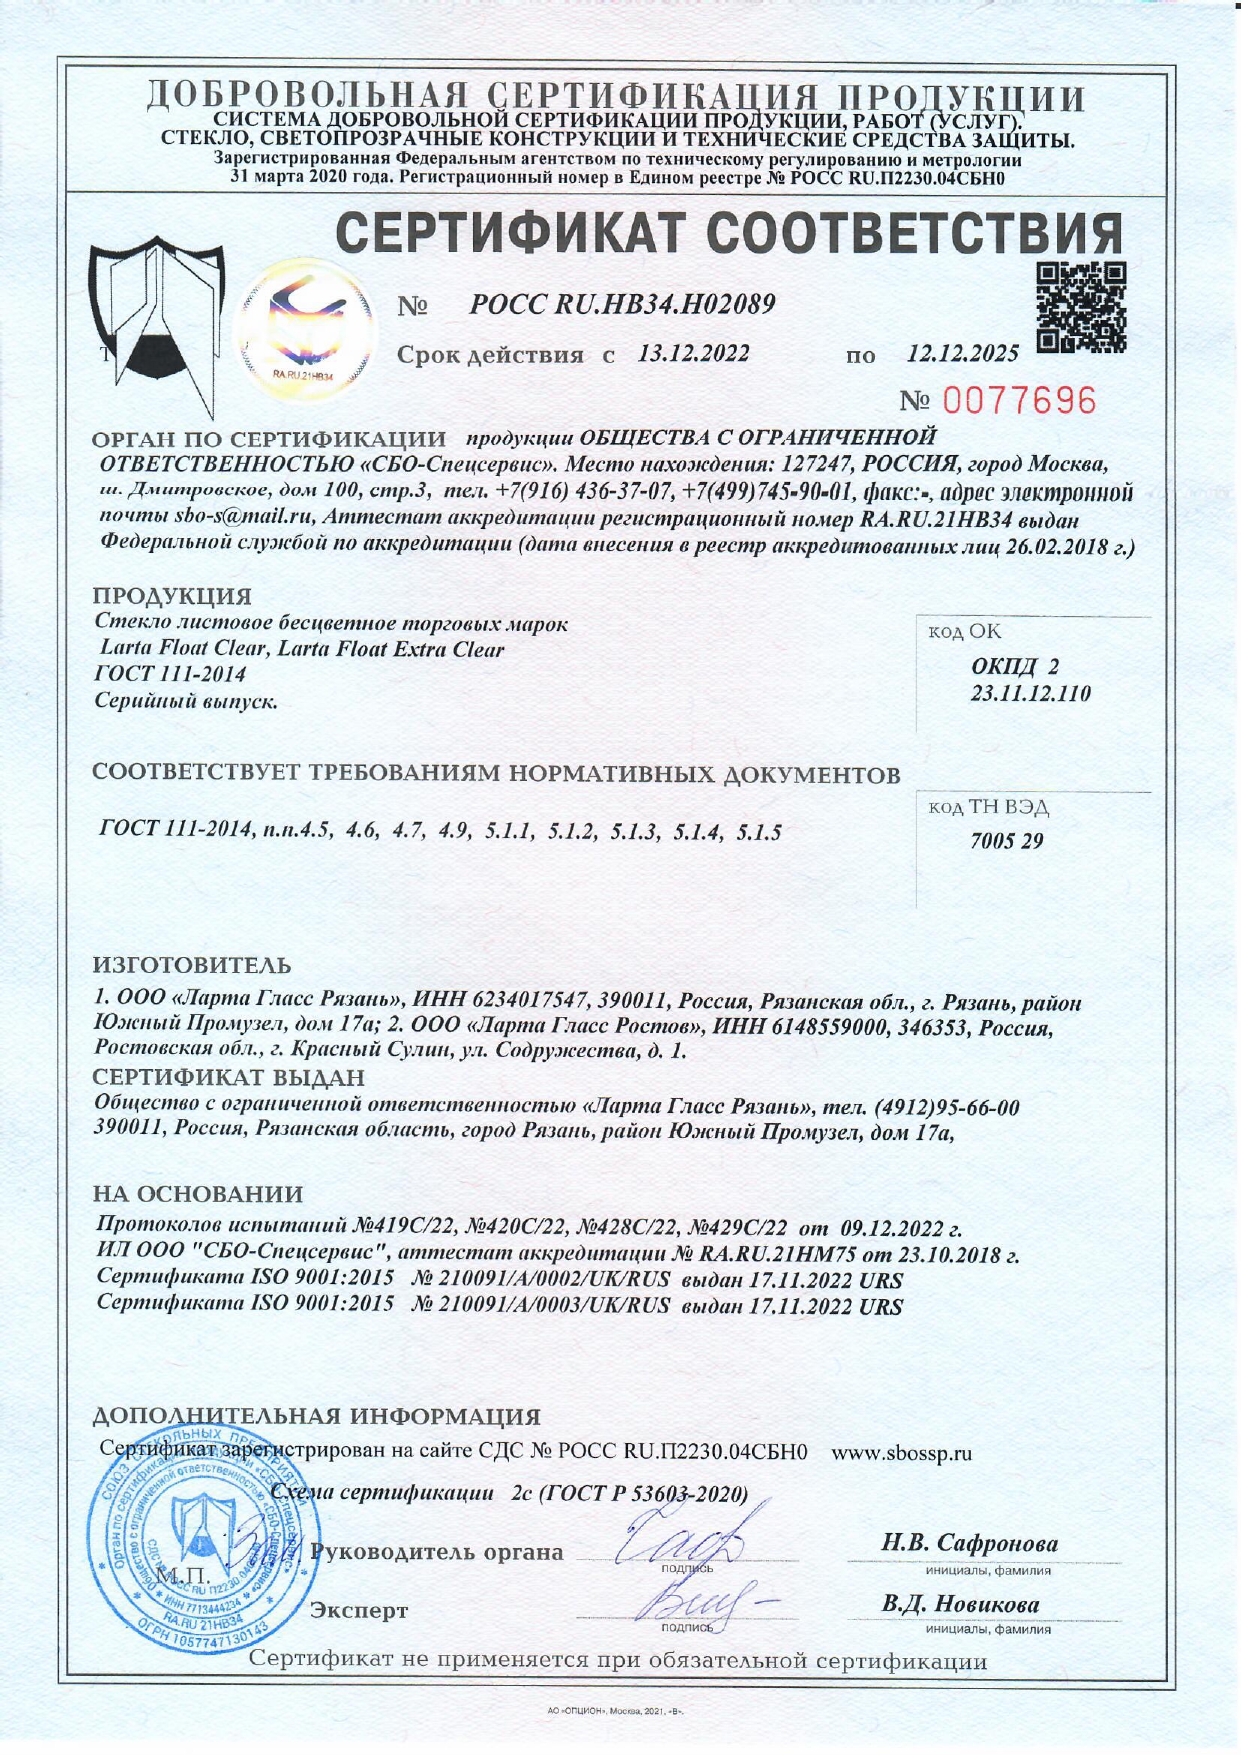 ДОБРОВОЛЬНАЯ СЕРТИФИКАЦИЯ ПРОДУКЦИИ
СИСТЕМА ДОБРОВОЛЬНОЙ СЕРТИФИКАЦИИ ПРОДУКЦИИ, РАБОТ (УСЛУГ).
СТЕКЛО, СВЕТОПРОЗРАЧНЫЕ КОНСТРУКЦИИ И ТЕХНИЧЕСКИЕ СРЕДСТВА ЗАЩИТЫ.
Зарегистрированная Федеральным агентством по техническому регулированию и метрологии
31 марта 2020 года. Регистрационный номер в Едином реестре № РОСС RU.П2230.04СБН0
СЕРТИФИКАТ СООТВЕТСТВИЯ
№ РОСС RU.НВ34.Н02089
RA.RU.21НВ34
Срок действия с 13.12.2022 по 12.12.2025
№ 0077696
ОРГАН ПО СЕРТИФИКАЦИИ продукции ОБЩЕСТВА С ОГРАНИЧЕННОЙ
ОТВЕТСТВЕННОСТЬЮ «СБО-Спецсервис». Место нахождения: 127247, РОССИЯ, город Москва,
ш. Дмитровское, дом 100, стр.3, тел. +7(916) 436-37-07, +7(499)745-90-01, факс:-, адрес электронной
почты sbo-s@mail.ru, Аттестат аккредитации регистрационный номер RA.RU.21НВ34 выдан
Федеральной службой по аккредитации (дата внесения в реестр аккредитованных лиц 26.02.2018 г.)
ПРОДУКЦИЯ
Стекло листовое бесцветное торговых марок
Larta Float Clear, Larta Float Extra Clear
ГОСТ 111-2014
Серийный выпуск.
код ОК
ОКПД 2
23.11.12.110
СООТВЕТСТВУЕТ ТРЕБОВАНИЯМ НОРМАТИВНЫХ ДОКУМЕНТОВ
ГОСТ 111-2014, п.п.4.5, 4.6, 4.7, 4.9, 5.1.1, 5.1.2, 5.1.3, 5.1.4, 5.1.5
код ТН ВЭД
7005 29
ИЗГОТОВИТЕЛЬ
1. ООО «Ларта Гласс Рязань», ИНН 6234017547, 390011, Россия, Рязанская обл., г. Рязань, район
Южный Промузел, дом 17а; 2. ООО «Ларта Гласс Ростов», ИНН 6148559000, 346353, Россия,
Ростовская обл., г. Красный Сулин, ул. Содружества, д. 1.
СЕРТИФИКАТ ВЫДАН
Общество с ограниченной ответственностью «Ларта Гласс Рязань», тел. (4912)95-66-00
390011, Россия, Рязанская область, город Рязань, район Южный Промузел, дом 17а,
НА ОСНОВАНИИ
Протоколов испытаний №419С/22, №420С/22, №428С/22, №429С/22 от 09.12.2022 г.
ИЛ ООО "СБО-Спецсервис", аттестат аккредитации № RA.RU.21НМ75 от 23.10.2018 г.
Сертификата ISO 9001:2015 № 210091/A/0002/UK/RUS выдан 17.11.2022 URS
Сертификата ISO 9001:2015 № 210091/A/0003/UK/RUS выдан 17.11.2022 URS
ДОПОЛНИТЕЛЬНАЯ ИНФОРМАЦИЯ
Сертификат зарегистрирован на сайте СДС № РОСС RU.П2230.04СБН0 www.sbossp.ru
Схема сертификации 2с (ГОСТ Р 53603-2020)
Руководитель органа
подпись
Н.В. Сафронова
инициалы, фамилия
М.П.
Эксперт
подпись
В.Д. Новикова
инициалы, фамилия
ИНН 7713444234
RA.RU.21НВ34
ОГРН 1057747130143
Сертификат не применяется при обязательной сертификации
АО «ОПЦИОН», Москва, 2021, «В».